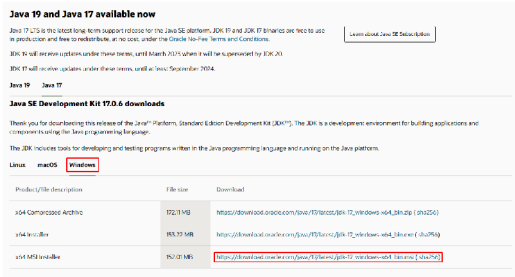 Java 19 and Java 17 available now
Java 17 LTS is the latest long-term support release for the Java SE platform. JDK 19 and JDK 17 binaries are free to use
in production and free to redistribute, at no cost, under the Oracle No-Fee Terms and Conditions.
Learn about Java SE Subscription
JDK 19 will receive updates under these terms, until March 2023 when it will be superseded by JDK 20.
JDK 17 will receive updates under these terms, until at least September 2024.
Java 19 Java 17
Java SE Development Kit 17.0.6 downloads
Thank you for downloading this release of the Java™ Platform, Standard Edition Development Kit (JDK™). The JDK is a development environment for building applications and
components using the Java programming language.
The JDK includes tools for developing and testing programs written in the Java programming language and running on the Java platform.
Linux macOS Windows
Product/file description File size Download
x64 Compressed Archive 172.11 MB https://download.oracle.com/java/17/latest/jdk-17_windows-x64_bin.zip (sha256)
x64 Installer 153.22 MB https://download.oracle.com/java/17/latest/jdk-17_windows-x64_bin.exe (sha256)
x64 MSI Installer 152.01 MB https://download.oracle.com/java/17/latest/jdk-17_windows-x64_bin.msi (sha256)